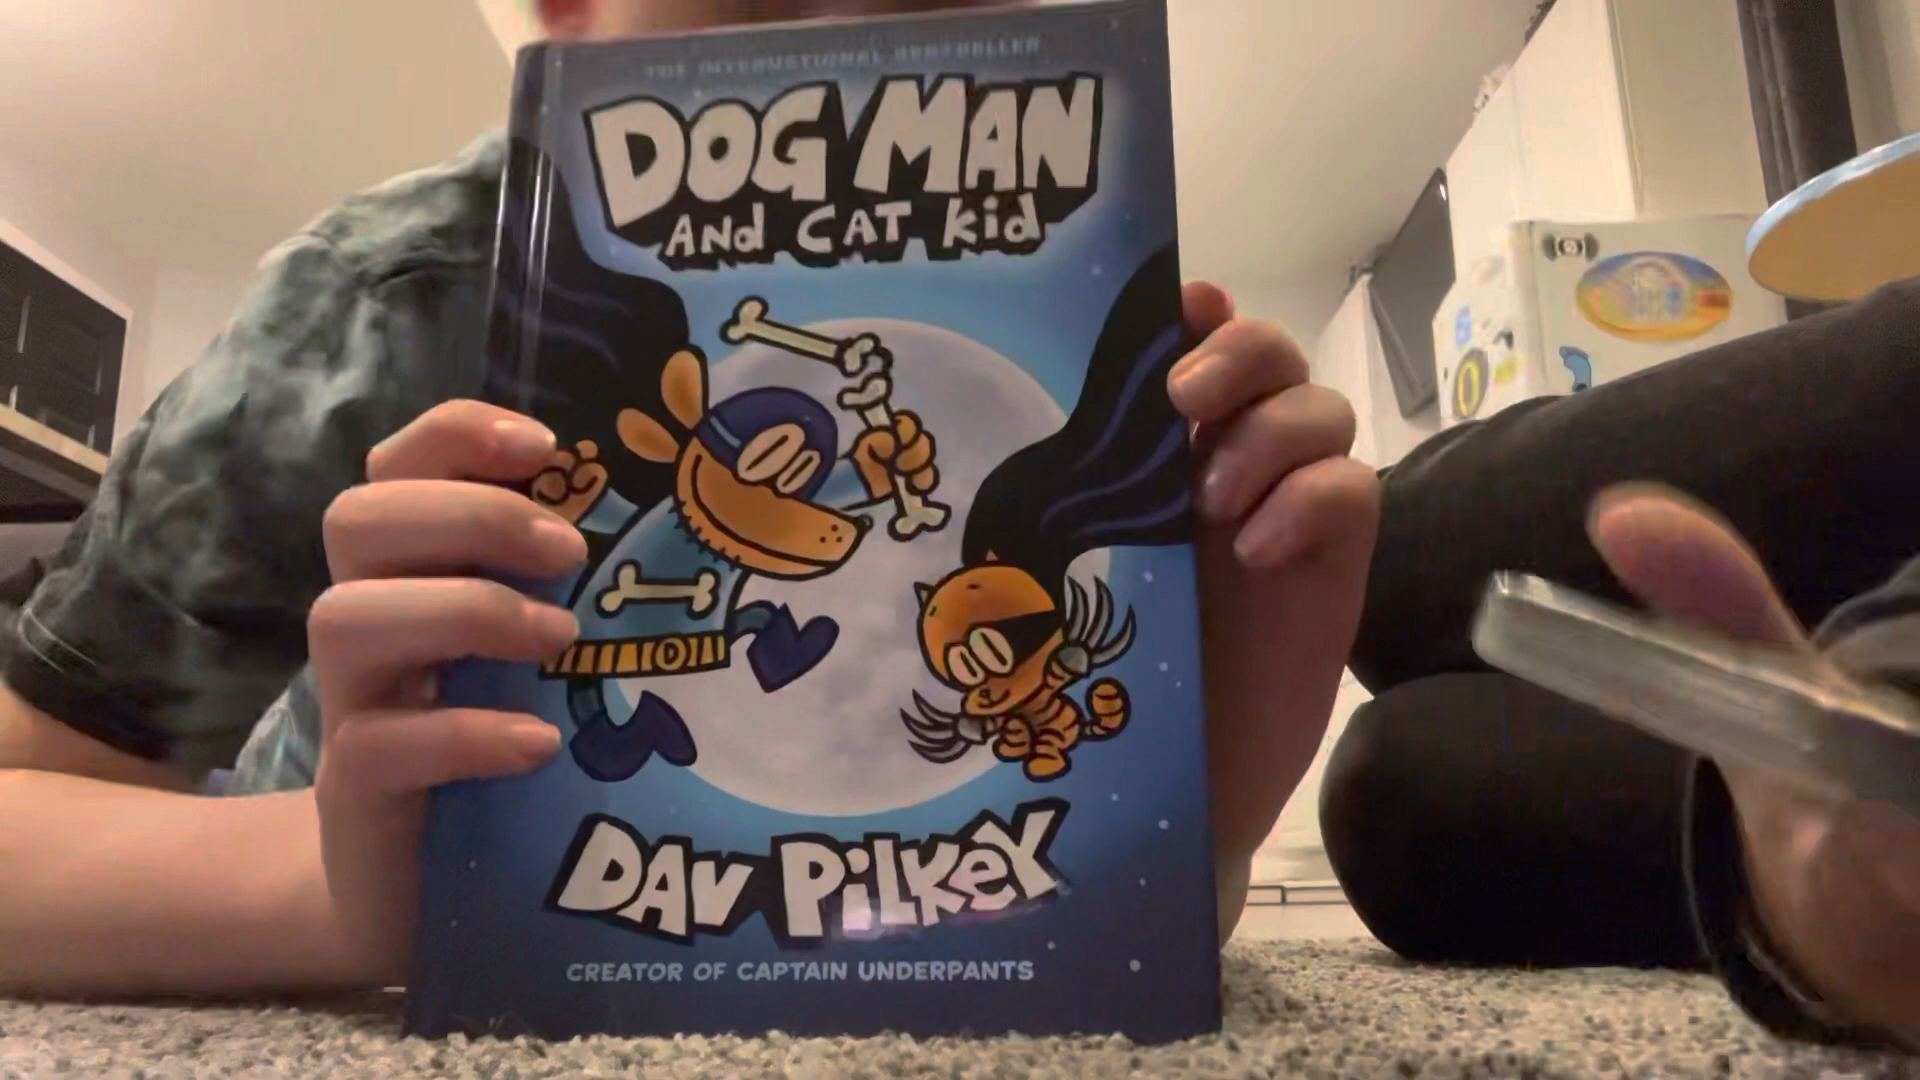 THE INTERNATIONAL BESTSELLER
DOG MAN
ANd CAT Kid
D
DAV PiLKEY
CREATOR OF CAPTAIN UNDERPANTS